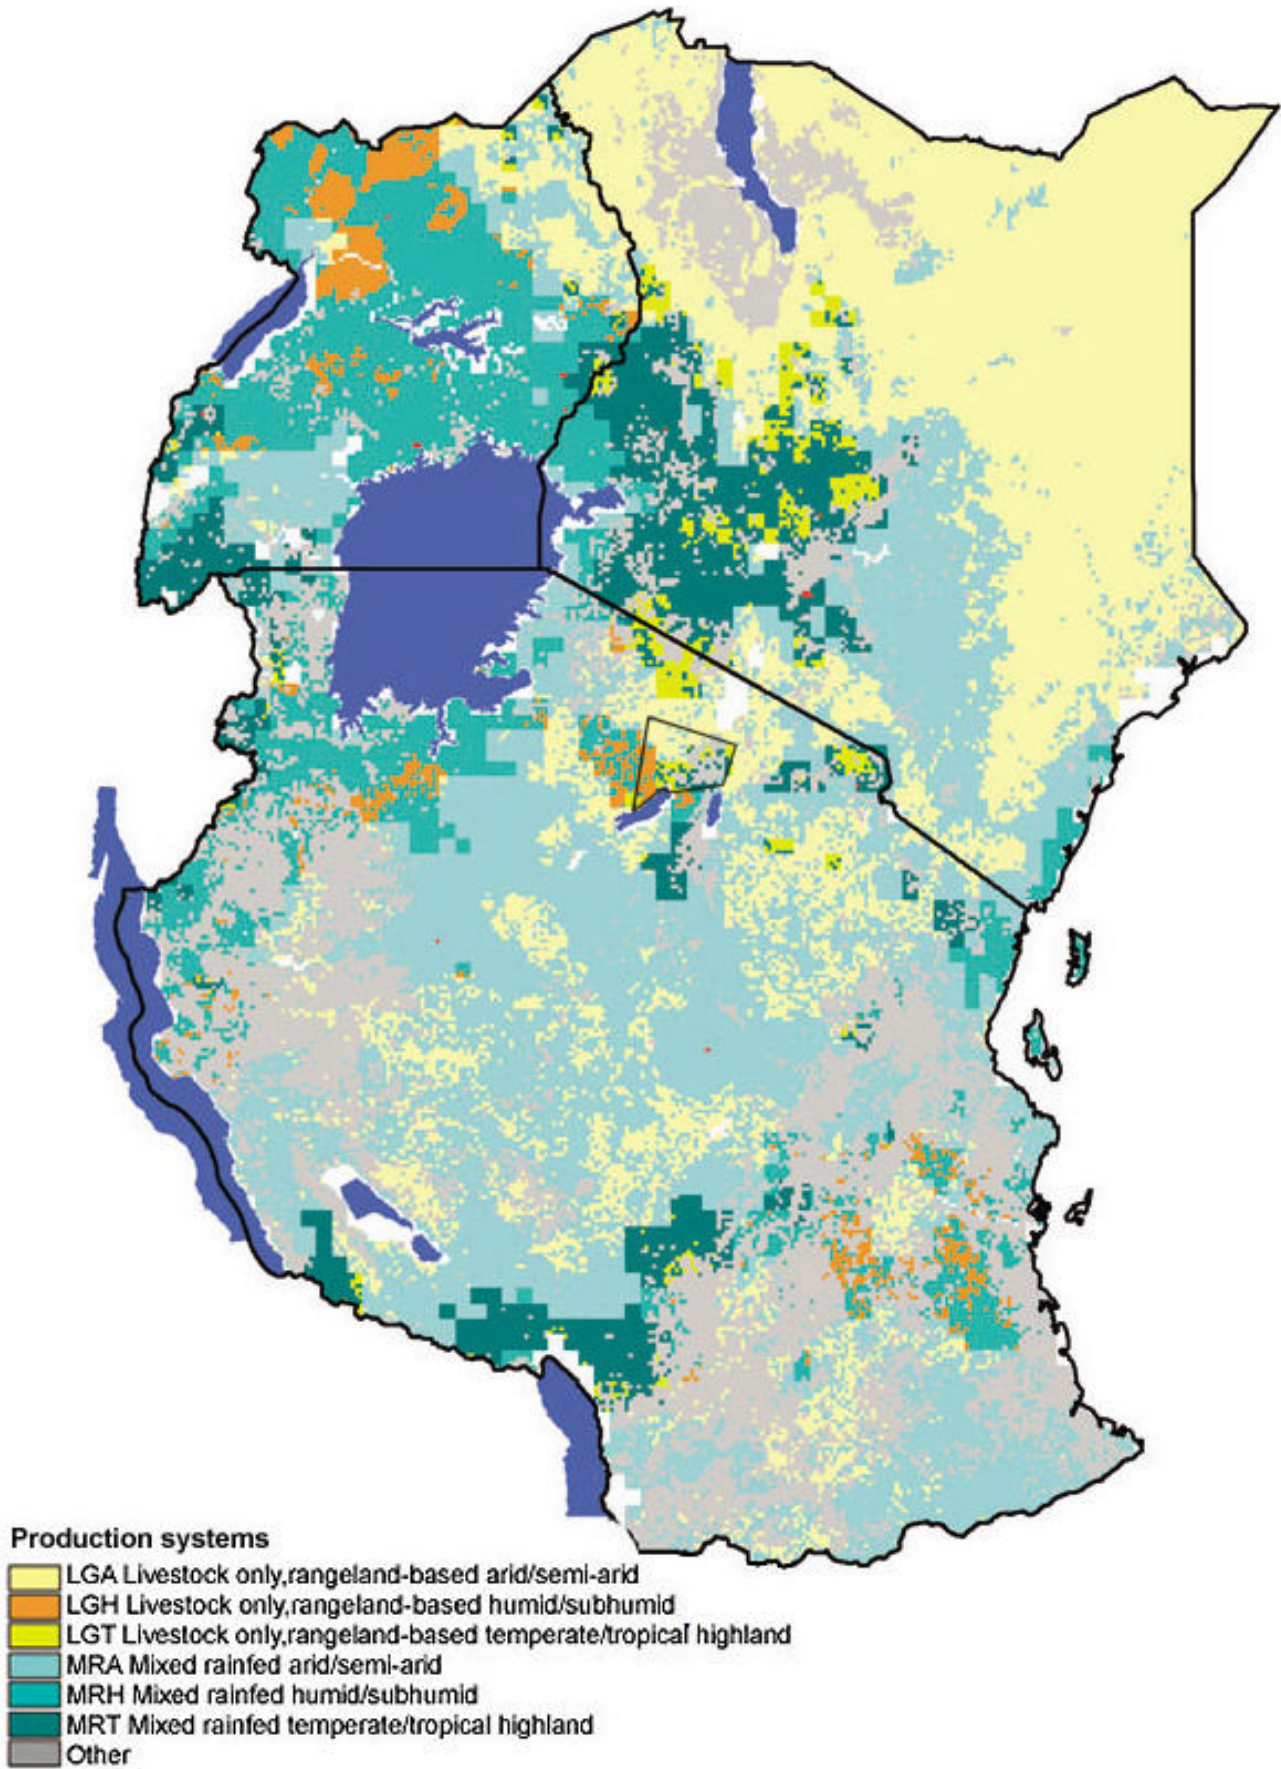 Production systems
LGA Livestock only,rangeland-based arid/semi-arid
LGH Livestock only,rangeland-based humid/subhumid
LGT Livestock only,rangeland-based temperate/tropical highland
MRA Mixed rainfed arid/semi-arid
MRH Mixed rainfed humid/subhumid
MRT Mixed rainfed temperate/tropical highland
Other